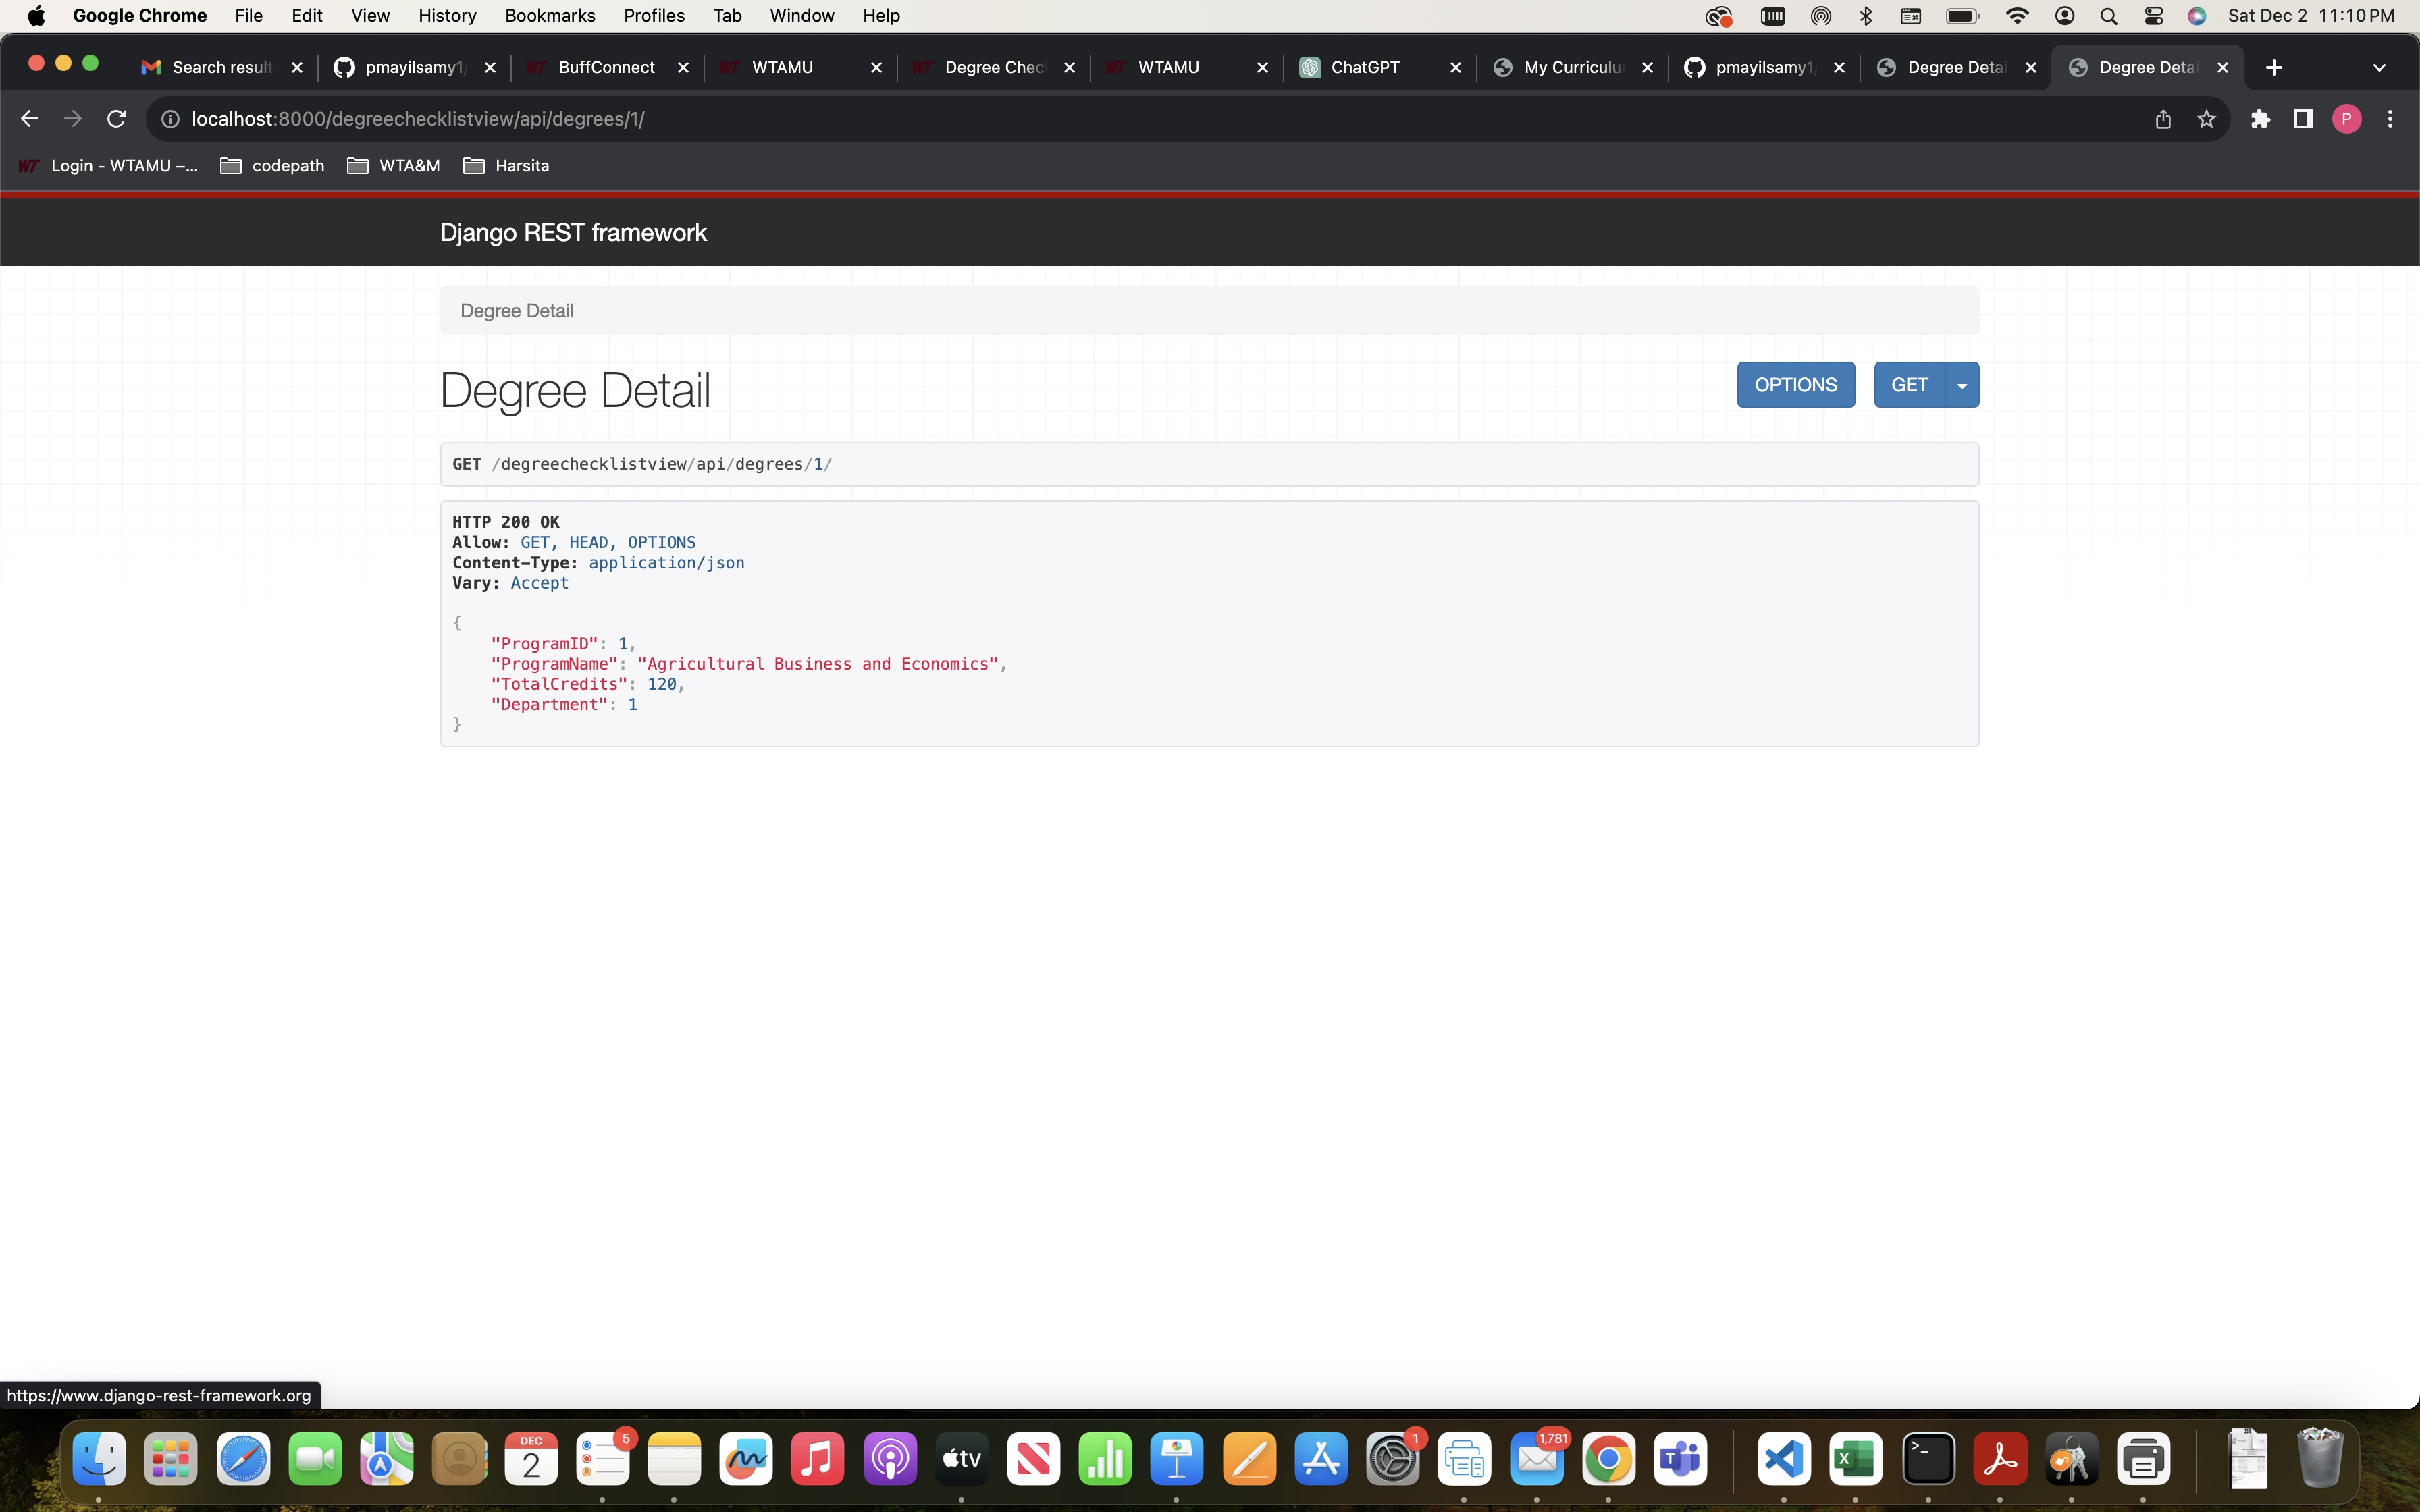 Google Chrome File Edit View History Bookmarks Profiles Tab Window Help Sat Dec 2 11:10 PM
Search result pmayilsamy1/ BuffConnect WTAMU Degree Chec WTAMU ChatGPT My Curriculu pmayilsamy1/ Degree Detai Degree Detai
localhost:8000/degreechecklistview/api/degrees/1/ P
WT Login - WTAMU –... codepath WTA&M Harsita
Django REST framework
Degree Detail
Degree Detail OPTIONS GET
GET /degreechecklistview/api/degrees/1/
HTTP 200 OK
Allow: GET, HEAD, OPTIONS
Content-Type: application/json
Vary: Accept
{
"ProgramID": 1,
"ProgramName": "Agricultural Business and Economics",
"TotalCredits": 120,
"Department": 1
}
https://www.django-rest-framework.org
DEC 5 1 1,781
2 tv